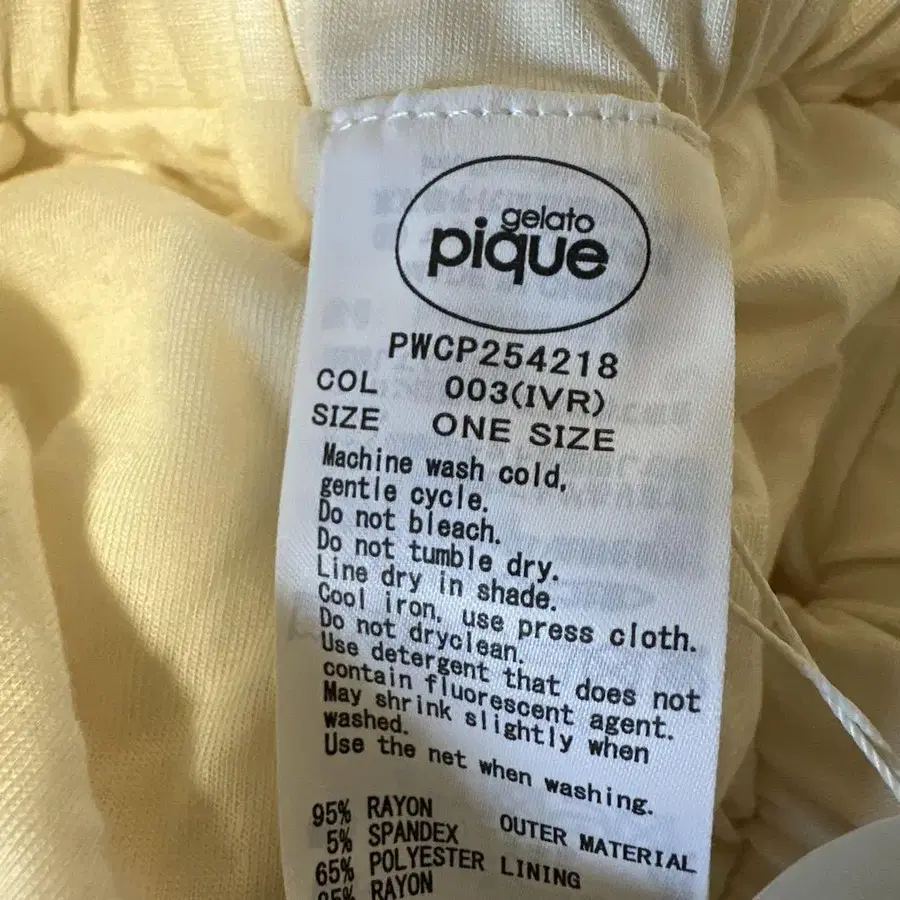 gelato
pique
PWCP254218
COL 003(IVR)
SIZE ONE SIZE
Machine wash cold,
gentle cycle.
Do not bleach.
Do not tumble dry.
Line dry in shade.
Cool iron, use press cloth.
Do not dryclean.
Use detergent that does not
contain fluorescent agent.
May shrink slightly when
washed.
Use the net when washing.
95% RAYON
5% SPANDEX OUTER MATERIAL
65% POLYESTER LINING
RAYON